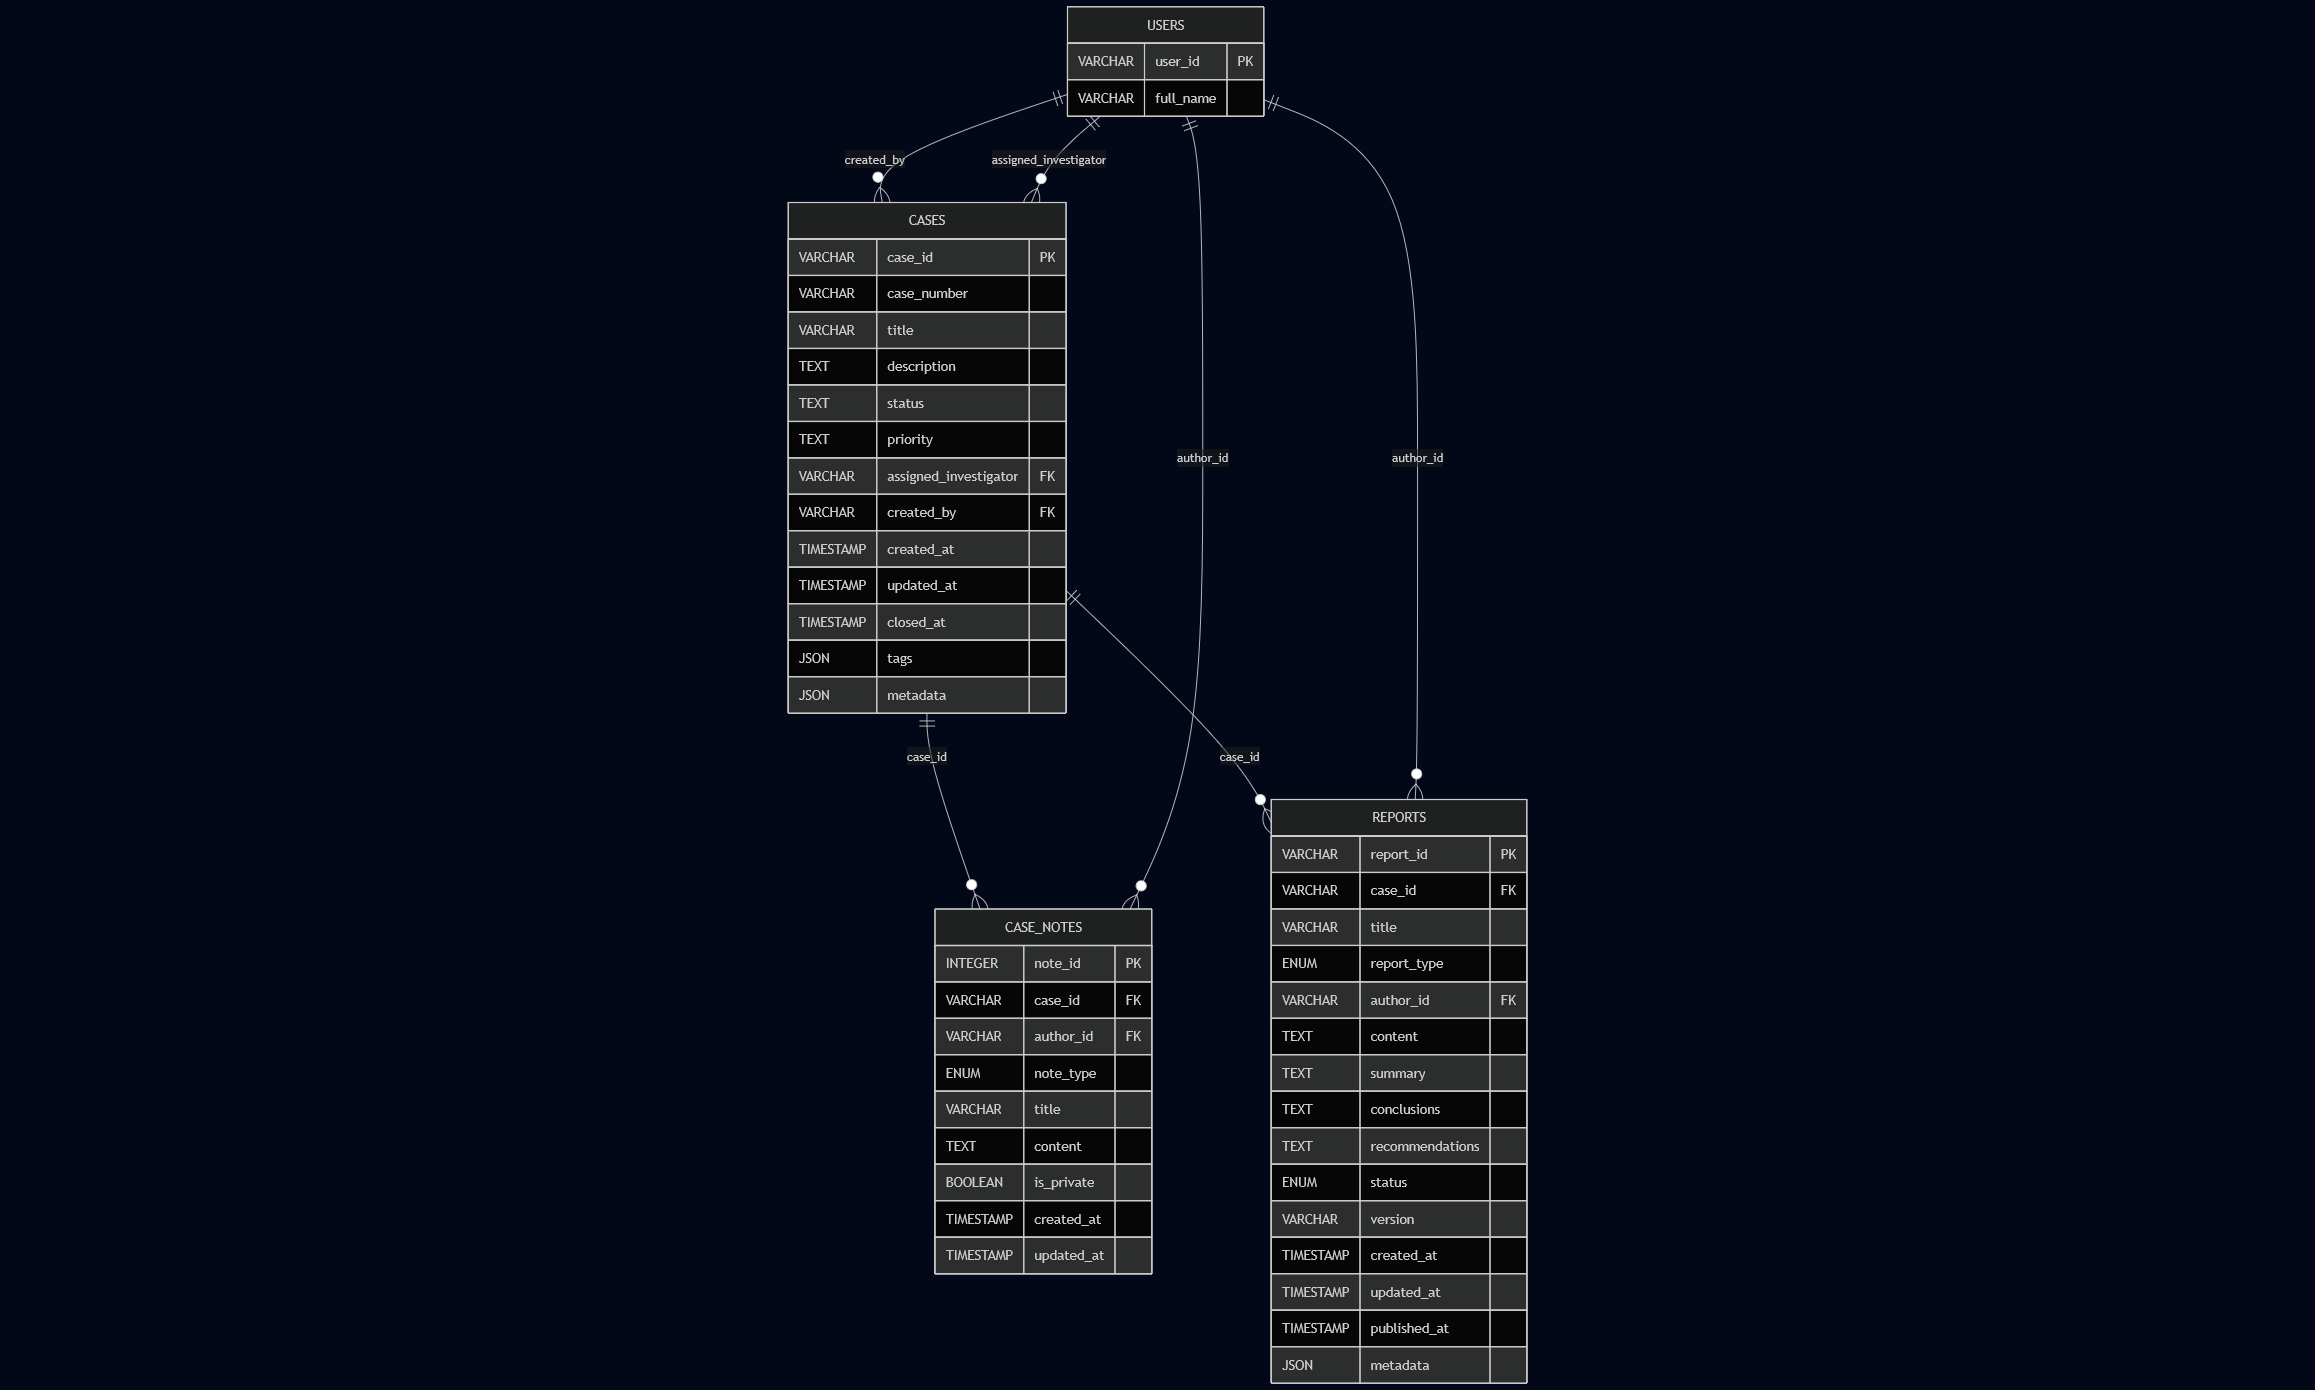 USERS
VARCHAR user_id PK
VARCHAR full_name
created_by
assigned_investigator
CASES
VARCHAR case_id PK
VARCHAR case_number
VARCHAR title
TEXT description
TEXT status
TEXT priority
VARCHAR assigned_investigator FK
VARCHAR created_by FK
TIMESTAMP created_at
TIMESTAMP updated_at
TIMESTAMP closed_at
JSON tags
JSON metadata
author_id
author_id
case_id
case_id
CASE_NOTES
INTEGER note_id PK
VARCHAR case_id FK
VARCHAR author_id FK
ENUM note_type
VARCHAR title
TEXT content
BOOLEAN is_private
TIMESTAMP created_at
TIMESTAMP updated_at
REPORTS
VARCHAR report_id PK
VARCHAR case_id FK
VARCHAR title
ENUM report_type
VARCHAR author_id FK
TEXT content
TEXT summary
TEXT conclusions
TEXT recommendations
ENUM status
VARCHAR version
TIMESTAMP created_at
TIMESTAMP updated_at
TIMESTAMP published_at
JSON metadata